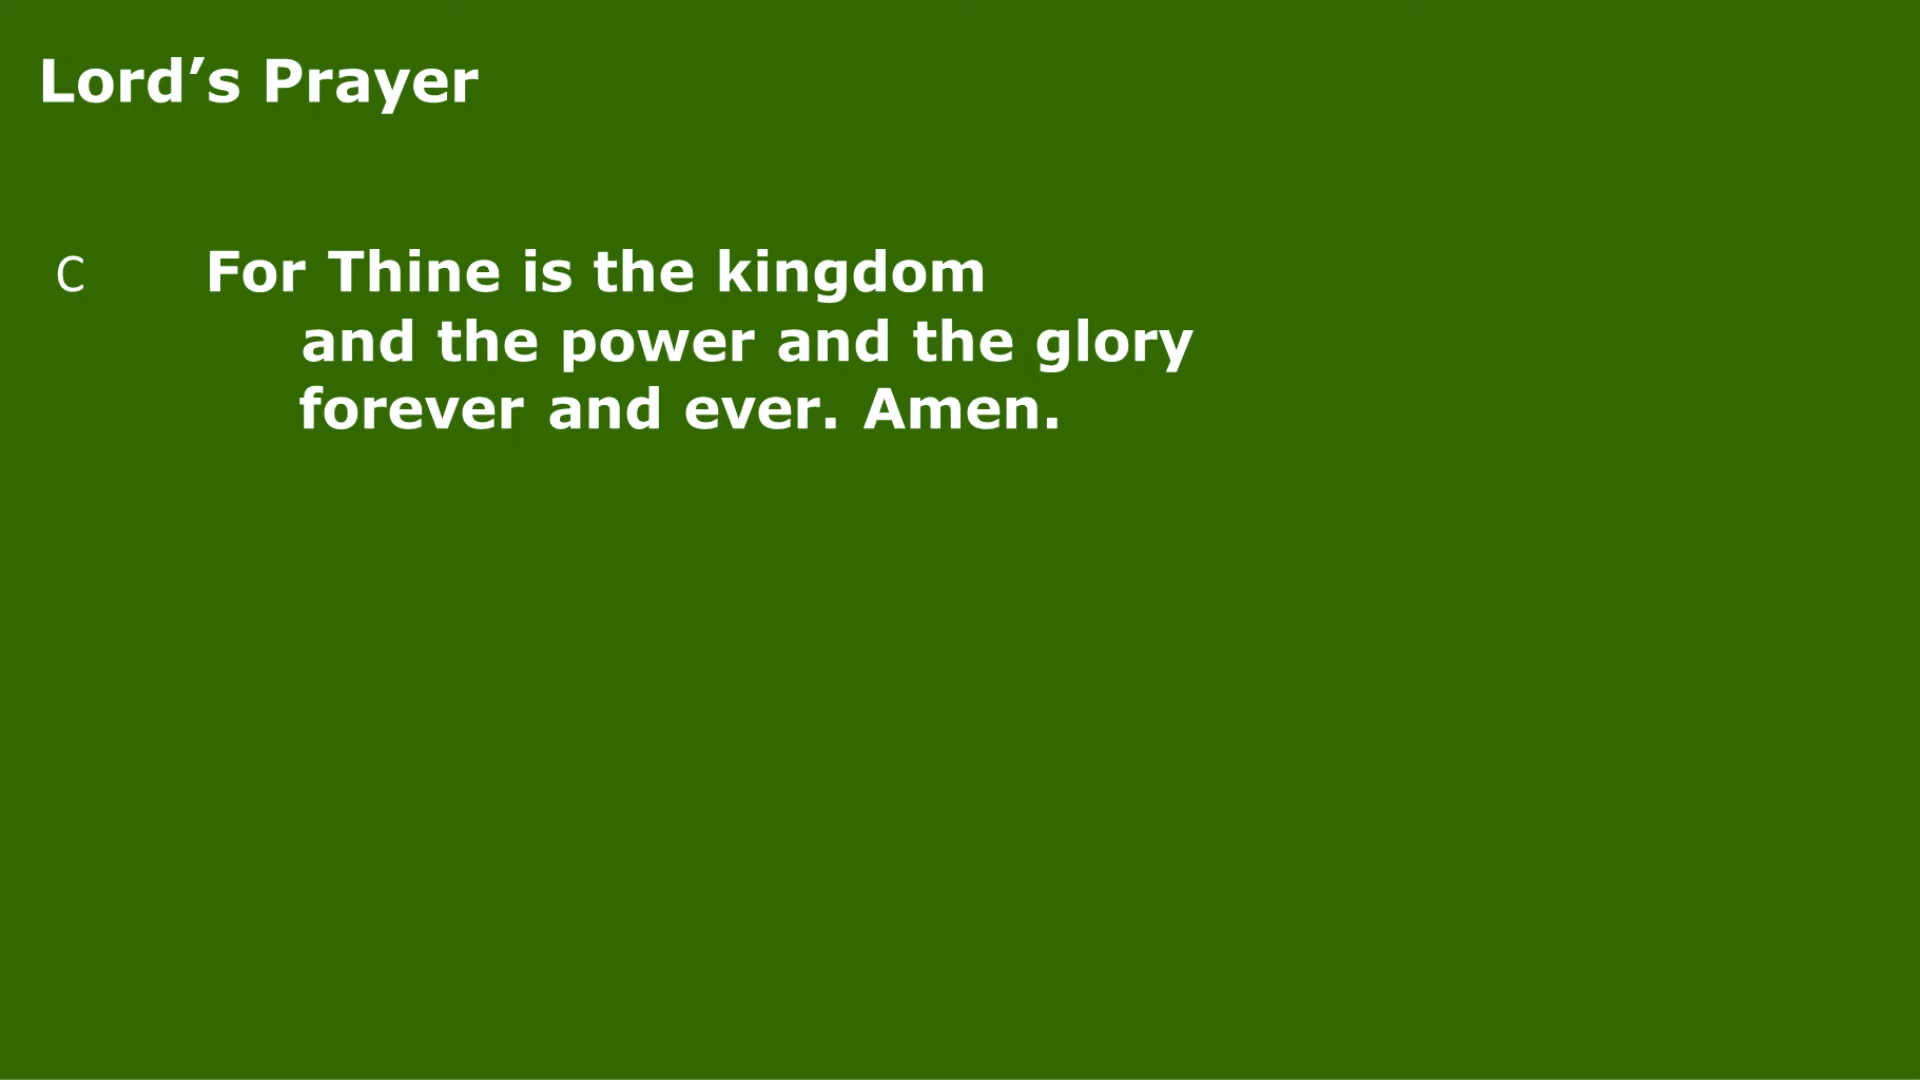 Lord’s Prayer
C For Thine is the kingdom
and the power and the glory
forever and ever. Amen.